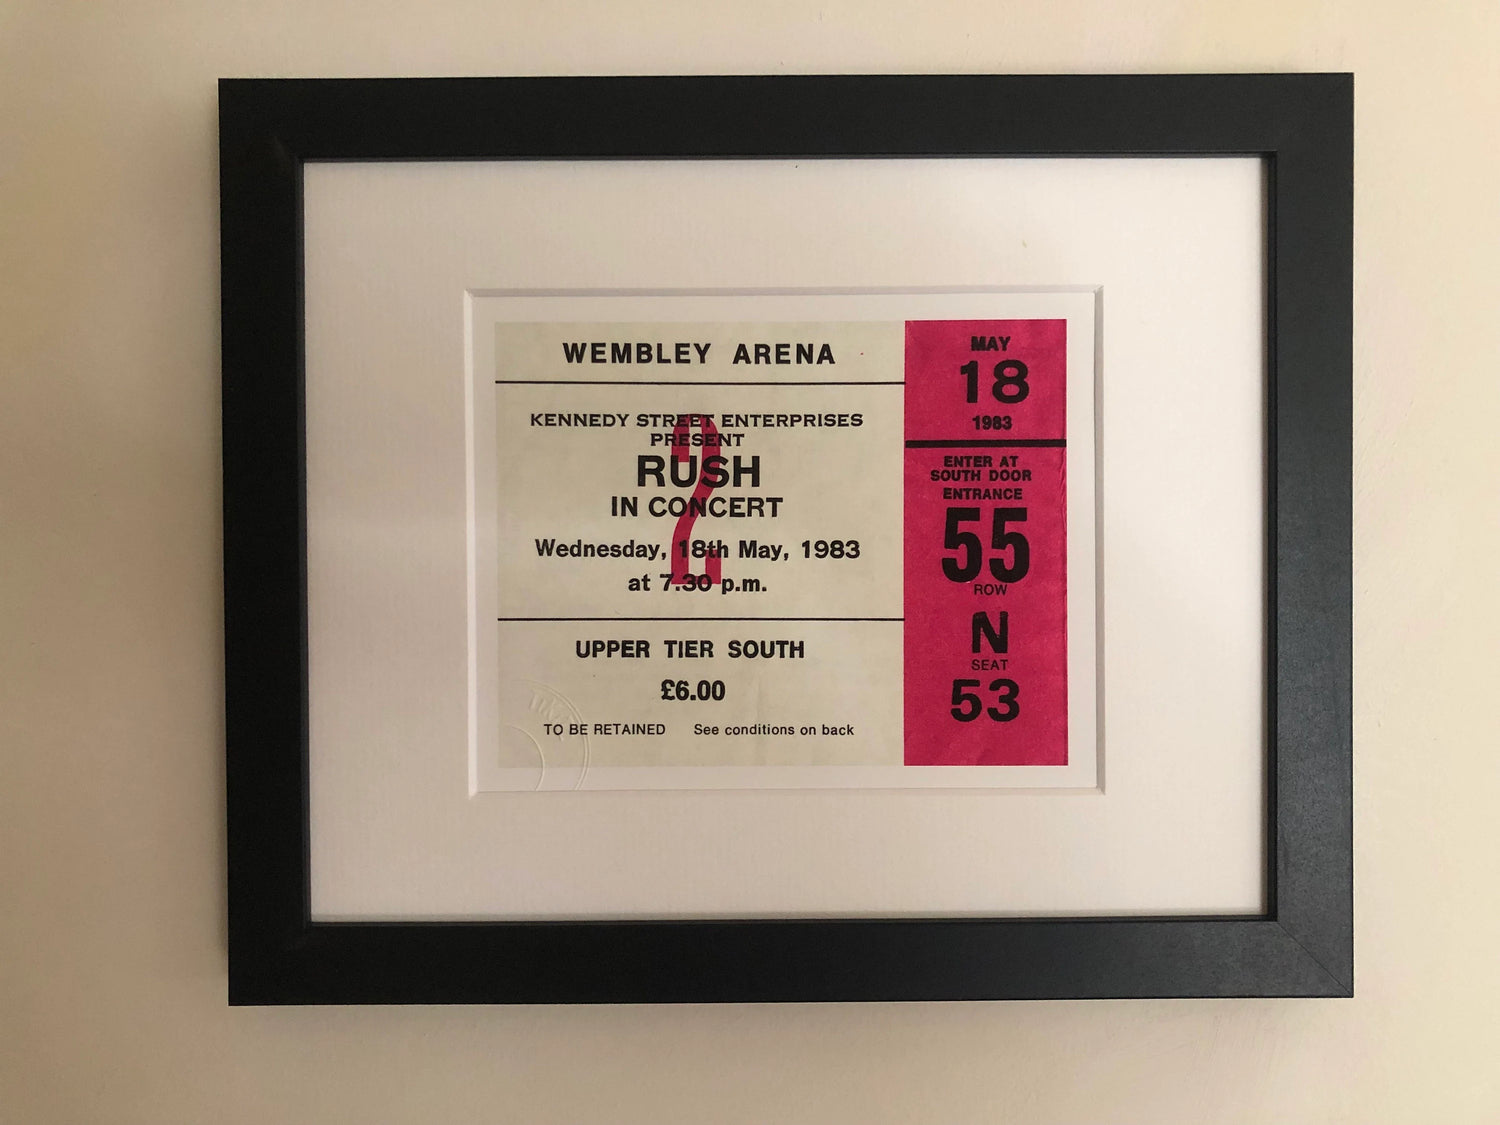 WEMBLEY ARENA
KENNEDY STREET ENTERPRISES
PRESENT
RUSH
IN CONCERT
2
Wednesday, 18th May, 1983
at 7.30 p.m.
UPPER TIER SOUTH
£6.00
TO BE RETAINED See conditions on back
MAY
18
1983
ENTER AT
SOUTH DOOR
ENTRANCE
55
ROW
N
SEAT
53